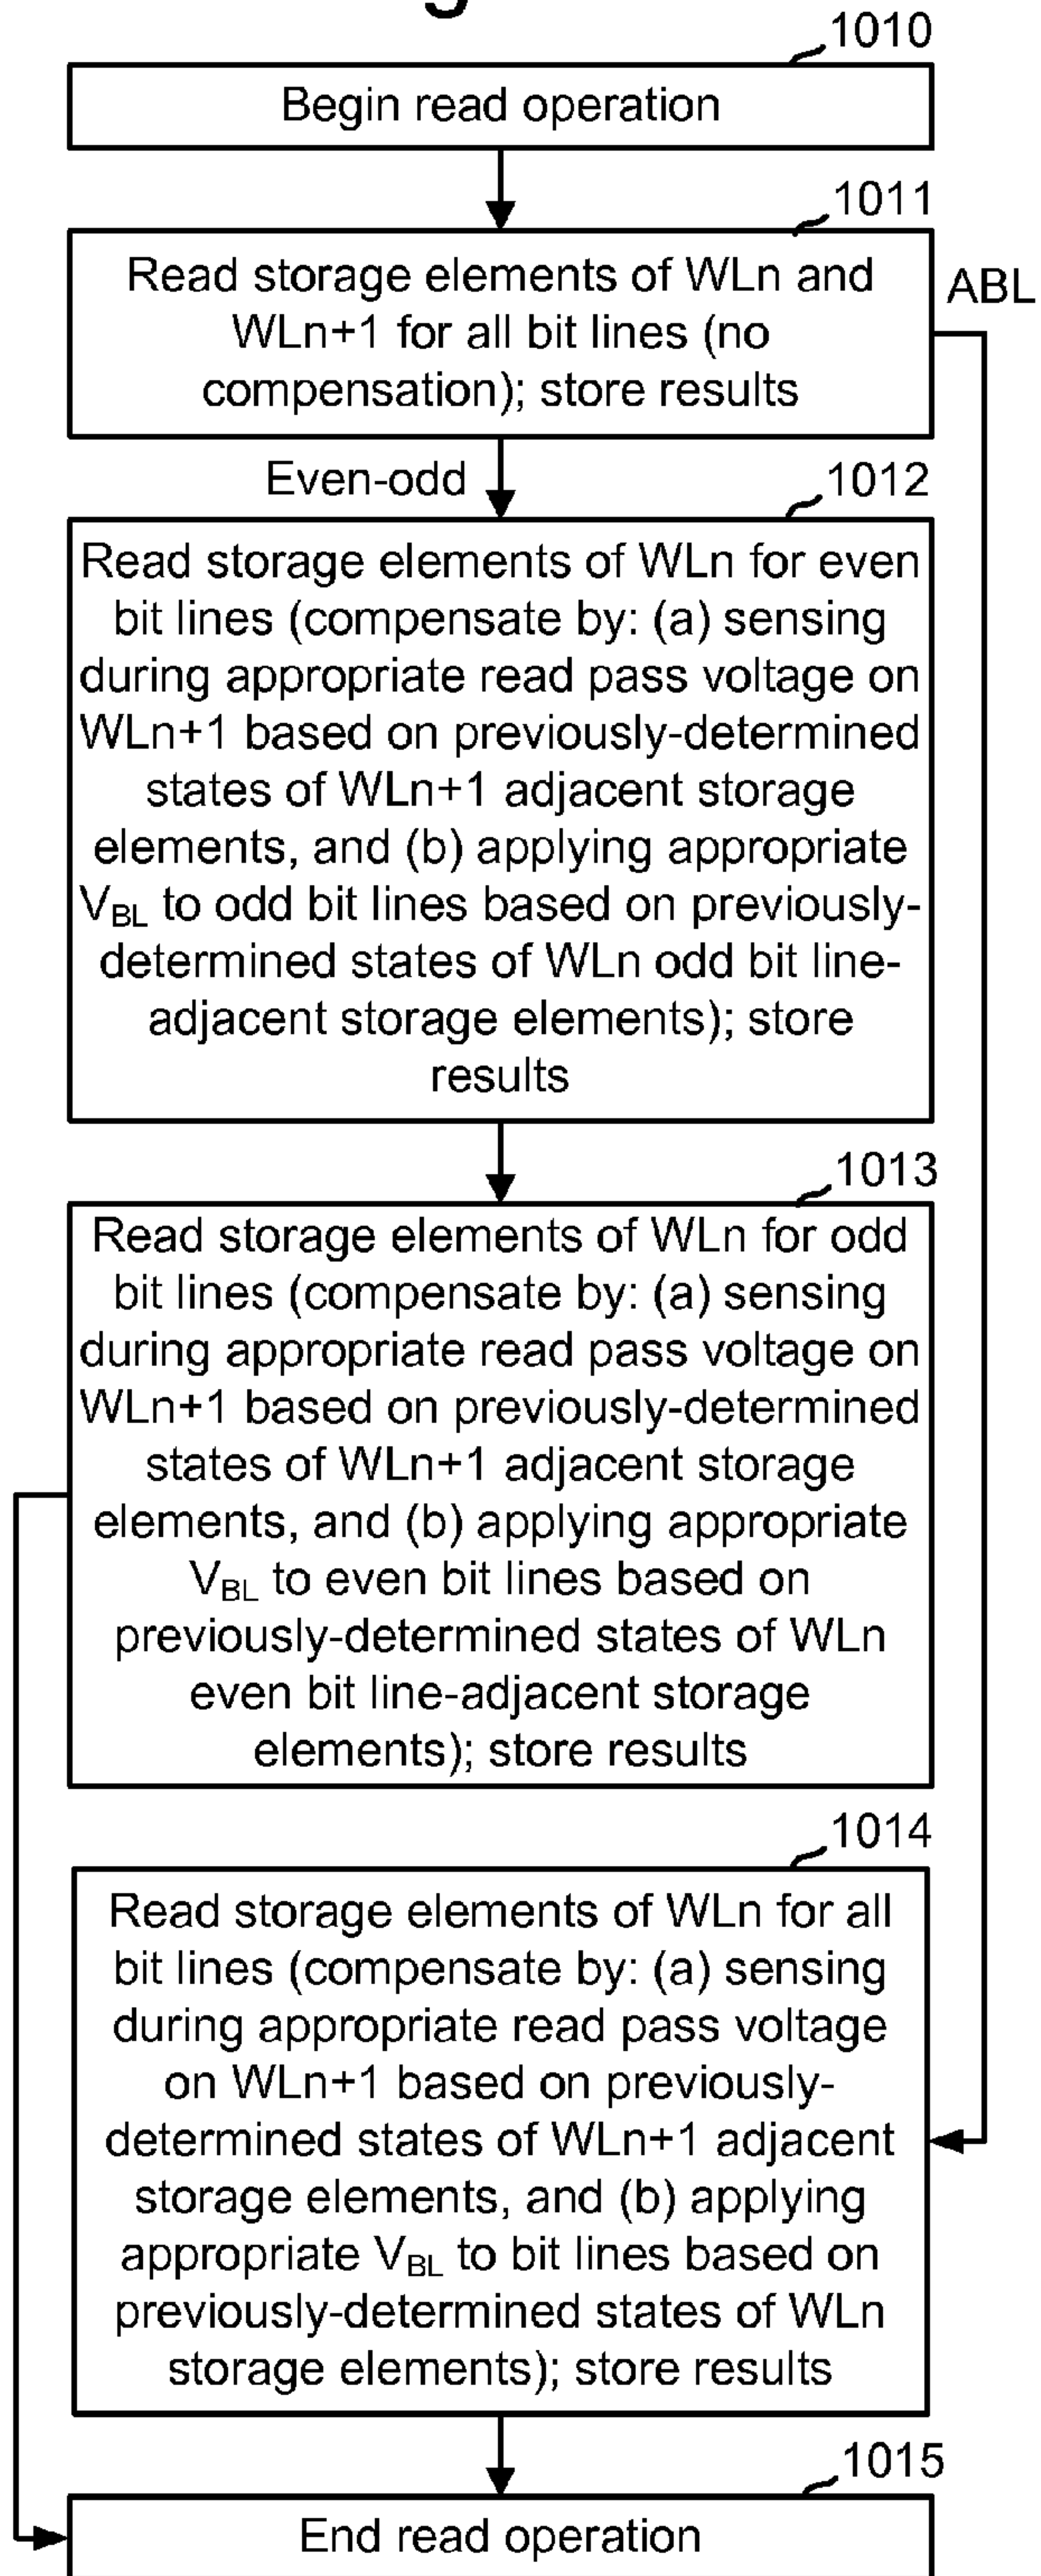 1010
Begin read operation
1011
Read storage elements of WLn and
WLn+1 for all bit lines (no
compensation); store results
ABL
Even-odd
1012
Read storage elements of WLn for even
bit lines (compensate by: (a) sensing
during appropriate read pass voltage on
WLn+1 based on previously-determined
states of WLn+1 adjacent storage
elements, and (b) applying appropriate
VBL to odd bit lines based on previously-
determined states of WLn odd bit line-
adjacent storage elements); store
results
1013
Read storage elements of WLn for odd
bit lines (compensate by: (a) sensing
during appropriate read pass voltage on
WLn+1 based on previously-determined
states of WLn+1 adjacent storage
elements, and (b) applying appropriate
VBL to even bit lines based on
previously-determined states of WLn
even bit line-adjacent storage
elements); store results
1014
Read storage elements of WLn for all
bit lines (compensate by: (a) sensing
during appropriate read pass voltage
on WLn+1 based on previously-
determined states of WLn+1 adjacent
storage elements, and (b) applying
appropriate VBL to bit lines based on
previously-determined states of WLn
storage elements); store results
1015
End read operation